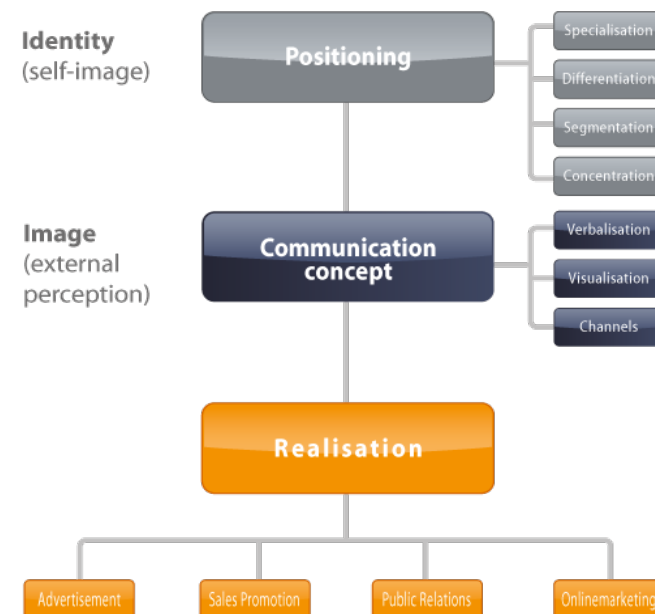 Identity
(self-image)
Positioning
Specialisation
Differentiation
Segmentation
Concentration
Image
(external
perception)
Communication
concept
Verbalisation
Visualisation
Channels
Realisation
Advertisement
Sales Promotion
Public Relations
Onlinemarketing